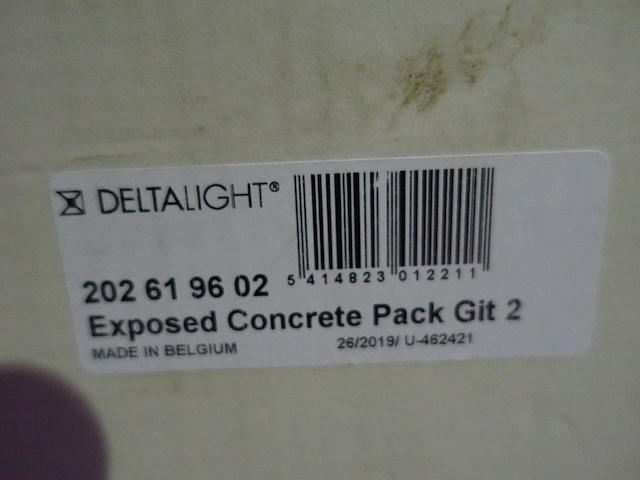 DELTALIGHT®
5 414823 012211
202 61 96 02
Exposed Concrete Pack Git 2
MADE IN BELGIUM 26/2019/ U-462421